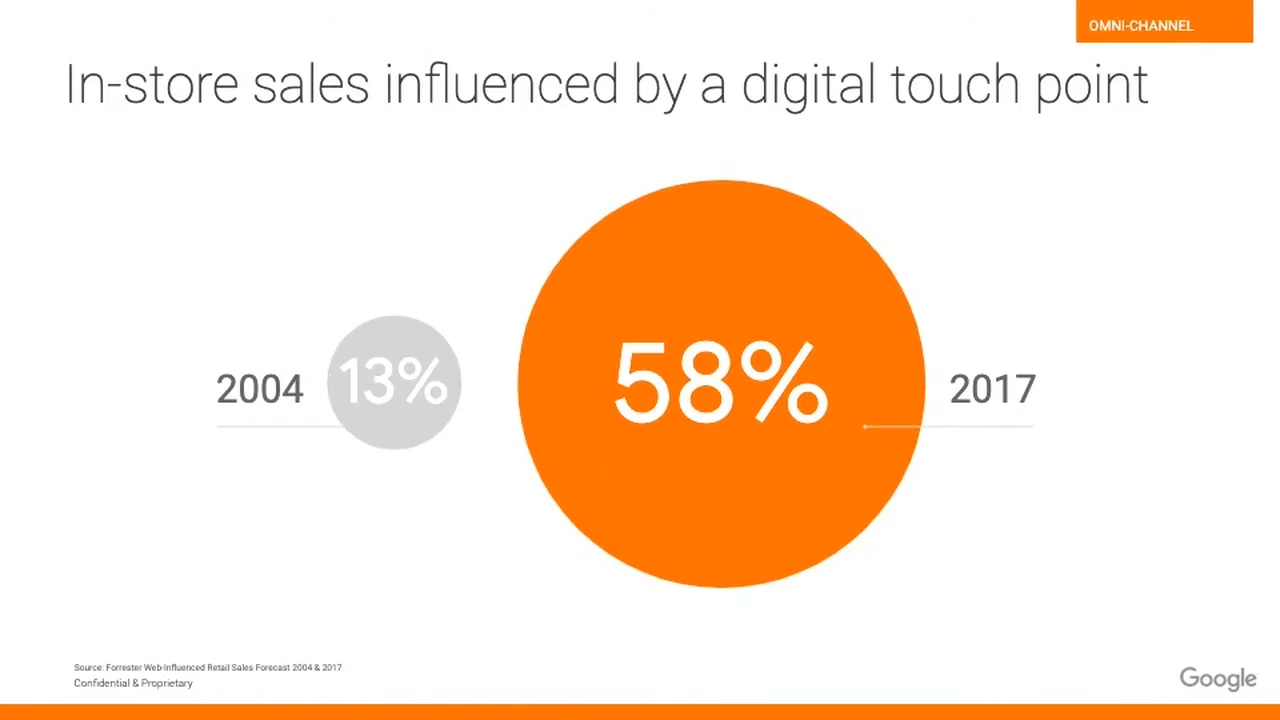 OMNI-CHANNEL
In-store sales influenced by a digital touch point
2004
13%
58%
2017
Source: Forrester Web-Influenced Retail Sales Forecast 2004 & 2017
Confidential & Proprietary
Google